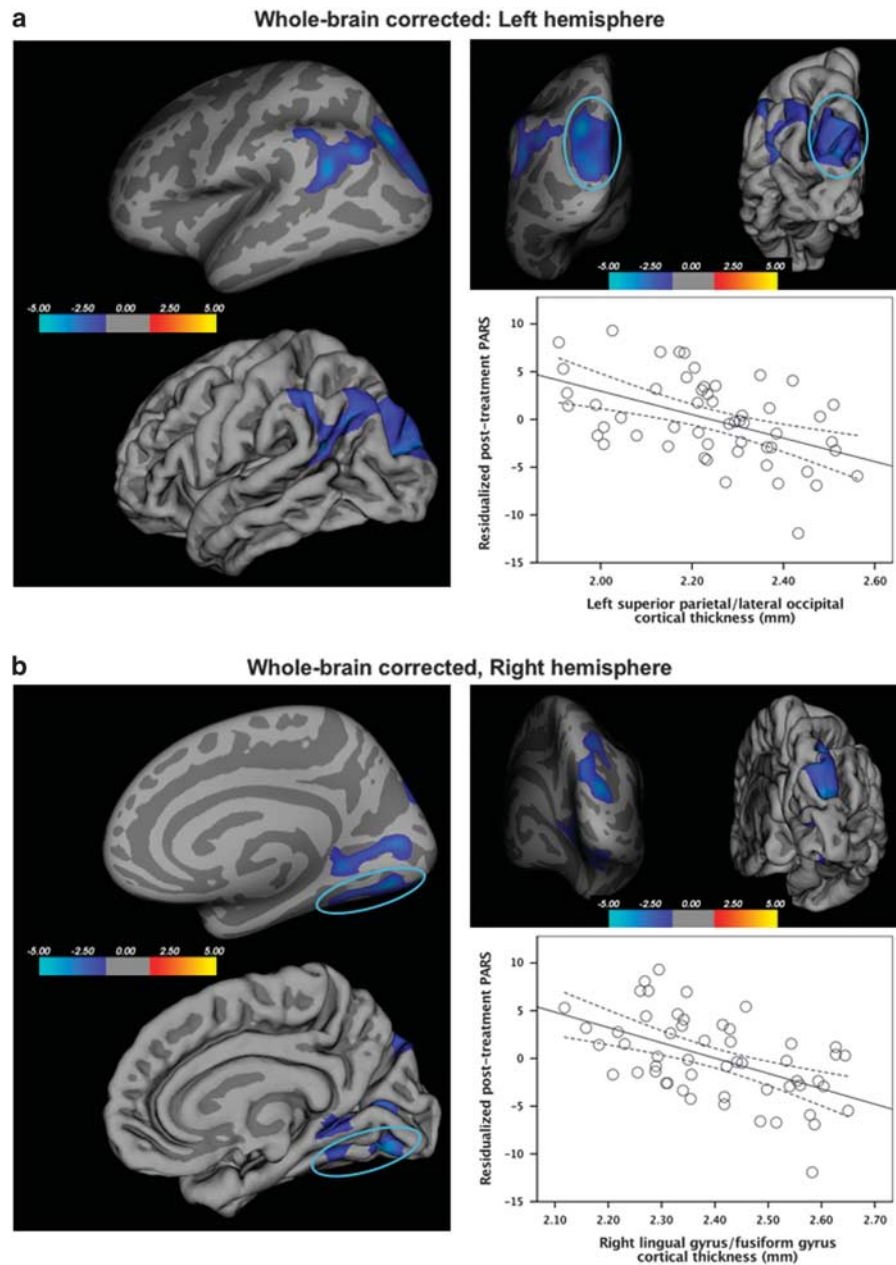 a
Whole-brain corrected: Left hemisphere
-5.00 -2.50 0.00 2.50 5.00
-5.00 -2.50 0.00 2.50 5.00
Residualized post-treatment PARS
10
5
0
-5
-10
-15
2.00 2.20 2.40 2.60
Left superior parietal/lateral occipital
cortical thickness (mm)
b
Whole-brain corrected, Right hemisphere
-5.00 -2.50 0.00 2.50 5.00
-5.00 -2.50 0.00 2.50 5.00
Residualized post-treatment PARS
10
5
0
-5
-10
-15
2.10 2.20 2.30 2.40 2.50 2.60 2.70
Right lingual gyrus/fusiform gyrus
cortical thickness (mm)